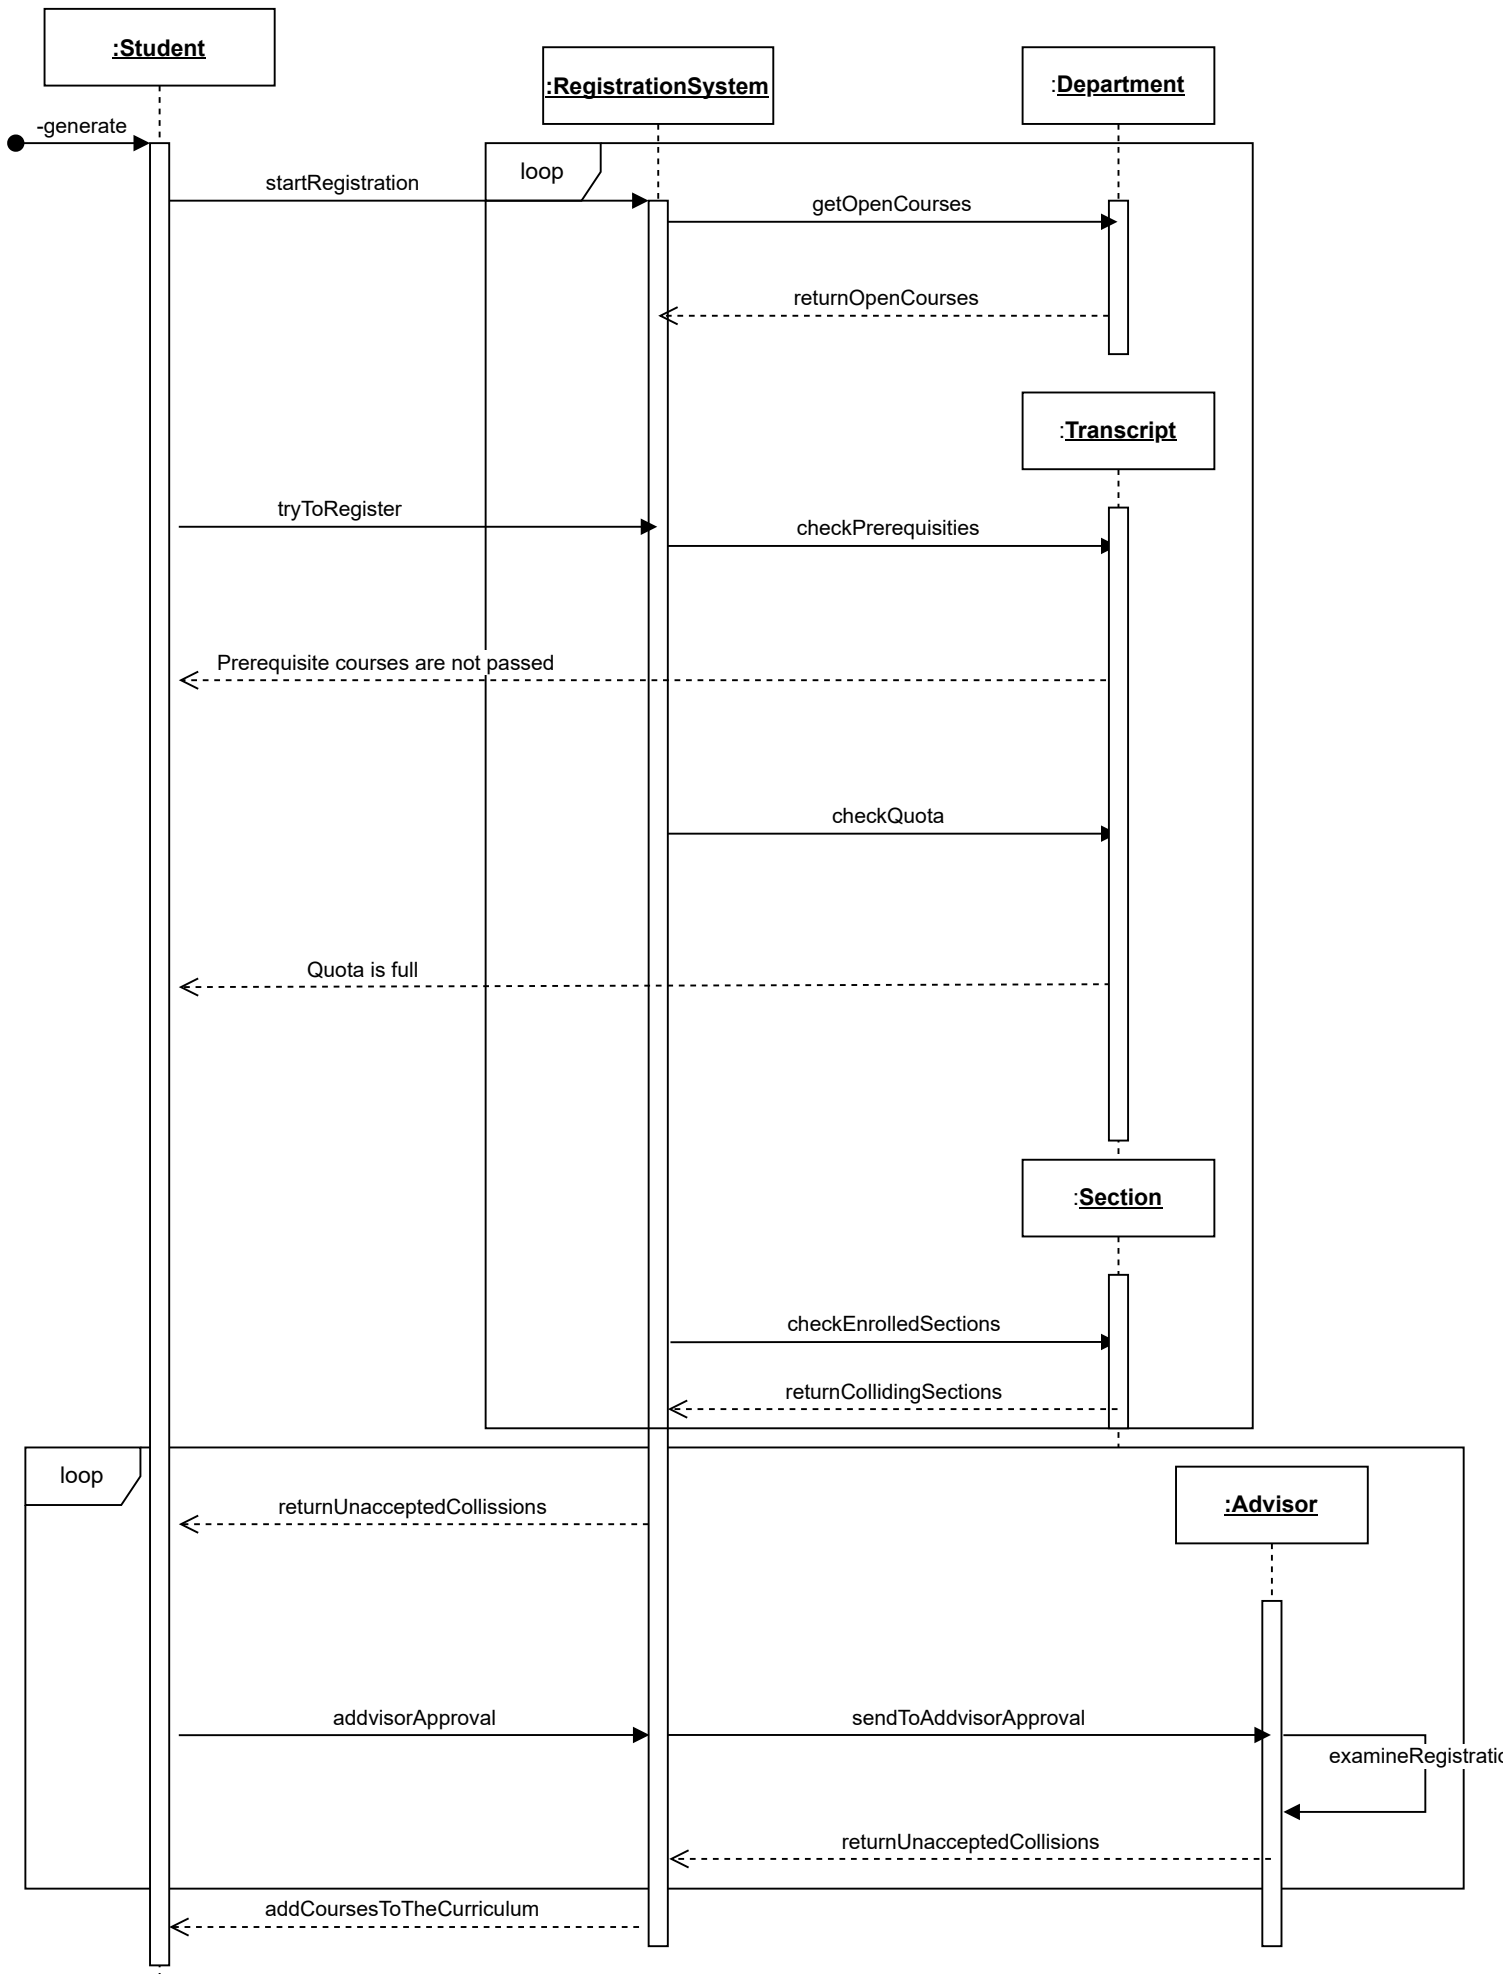 :Student
:RegistrationSystem
:Department
-generate
loop
startRegistration
getOpenCourses
returnOpenCourses
:Transcript
tryToRegister
checkPrerequisities
Prerequisite courses are not passed
checkQuota
Quota is full
:Section
checkEnrolledSections
returnCollidingSections
loop
:Advisor
returnUnacceptedCollissions
addvisorApproval
sendToAddvisorApproval
examineRegistratio
returnUnacceptedCollisions
addCoursesToTheCurriculum